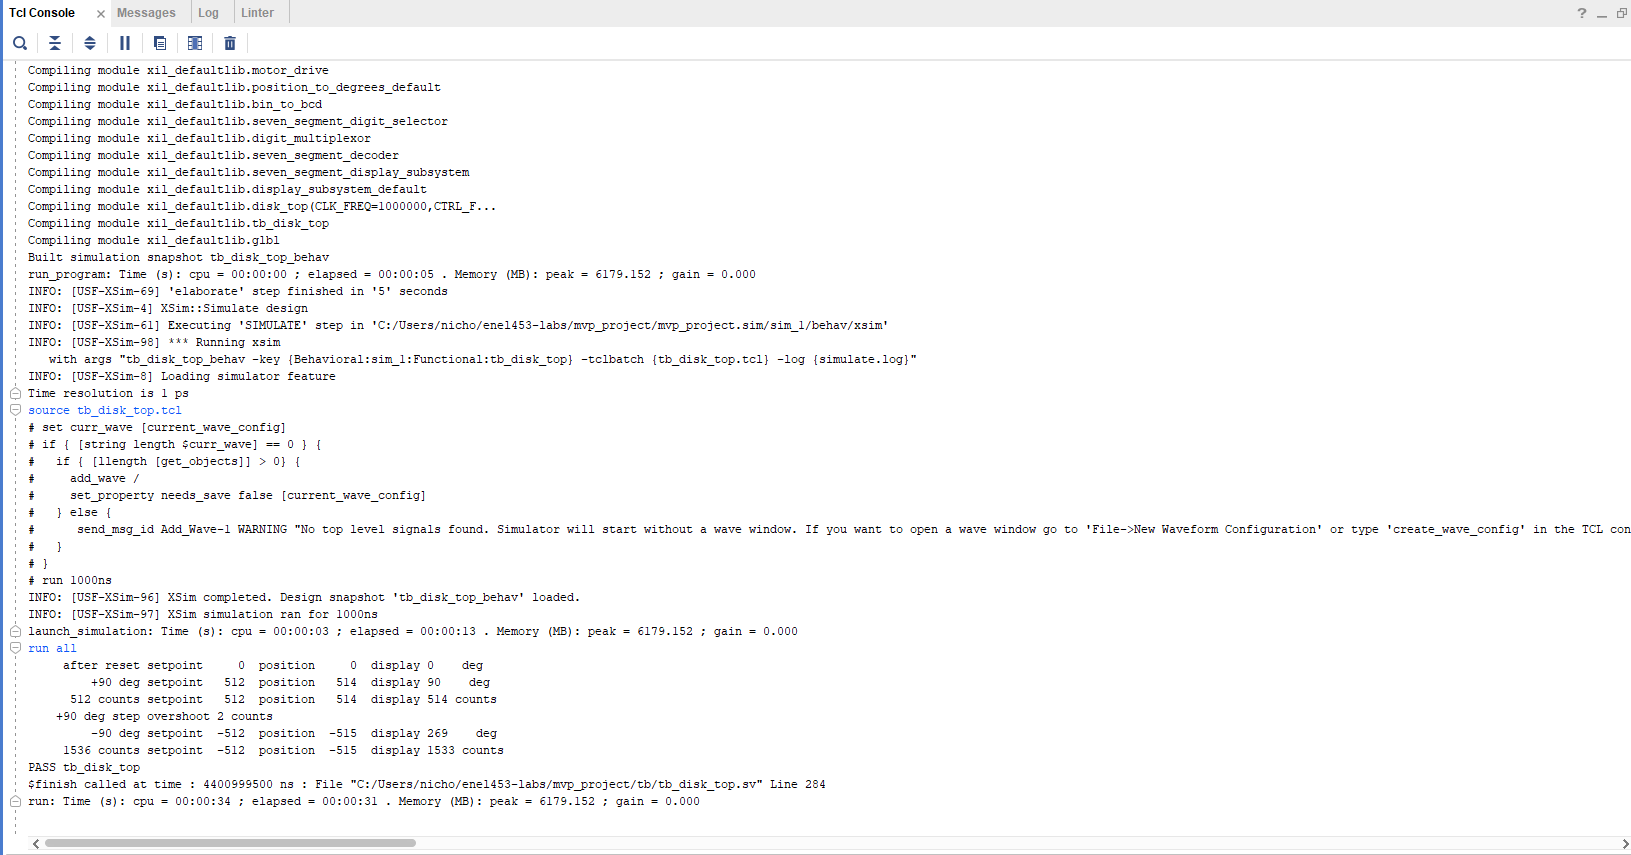 Tcl Console × Messages Log Linter ?
Compiling module xil_defaultlib.motor_drive
Compiling module xil_defaultlib.position_to_degrees_default
Compiling module xil_defaultlib.bin_to_bcd
Compiling module xil_defaultlib.seven_segment_digit_selector
Compiling module xil_defaultlib.digit_multiplexor
Compiling module xil_defaultlib.seven_segment_decoder
Compiling module xil_defaultlib.seven_segment_display_subsystem
Compiling module xil_defaultlib.display_subsystem_default
Compiling module xil_defaultlib.disk_top(CLK_FREQ=1000000,CTRL_F...
Compiling module xil_defaultlib.tb_disk_top
Compiling module xil_defaultlib.glbl
Built simulation snapshot tb_disk_top_behav
run_program: Time (s): cpu = 00:00:00 ; elapsed = 00:00:05 . Memory (MB): peak = 6179.152 ; gain = 0.000
INFO: [USF-XSim-69] 'elaborate' step finished in '5' seconds
INFO: [USF-XSim-4] XSim::Simulate design
INFO: [USF-XSim-61] Executing 'SIMULATE' step in 'C:/Users/nicho/enel453-labs/mvp_project/mvp_project.sim/sim_1/behav/xsim'
INFO: [USF-XSim-98] *** Running xsim
   with args "tb_disk_top_behav -key {Behavioral:sim_1:Functional:tb_disk_top} -tclbatch {tb_disk_top.tcl} -log {simulate.log}"
INFO: [USF-XSim-8] Loading simulator feature
Time resolution is 1 ps
source tb_disk_top.tcl
# set curr_wave [current_wave_config]
# if { [string length $curr_wave] == 0 } {
#   if { [llength [get_objects]] > 0} {
#     add_wave /
#     set_property needs_save false [current_wave_config]
#   } else {
#      send_msg_id Add_Wave-1 WARNING "No top level signals found. Simulator will start without a wave window. If you want to open a wave window go to 'File->New Waveform Configuration' or type 'create_wave_config' in the TCL con
#   }
# }
# run 1000ns
INFO: [USF-XSim-96] XSim completed. Design snapshot 'tb_disk_top_behav' loaded.
INFO: [USF-XSim-97] XSim simulation ran for 1000ns
launch_simulation: Time (s): cpu = 00:00:03 ; elapsed = 00:00:13 . Memory (MB): peak = 6179.152 ; gain = 0.000
run all
     after reset setpoint     0  position     0  display 0    deg
         +90 deg setpoint   512  position   514  display 90    deg
      512 counts setpoint   512  position   514  display 514 counts
    +90 deg step overshoot 2 counts
         -90 deg setpoint  -512  position  -515  display 269    deg
     1536 counts setpoint  -512  position  -515  display 1533 counts
PASS tb_disk_top
$finish called at time : 4400999500 ns : File "C:/Users/nicho/enel453-labs/mvp_project/tb/tb_disk_top.sv" Line 284
run: Time (s): cpu = 00:00:34 ; elapsed = 00:00:31 . Memory (MB): peak = 6179.152 ; gain = 0.000